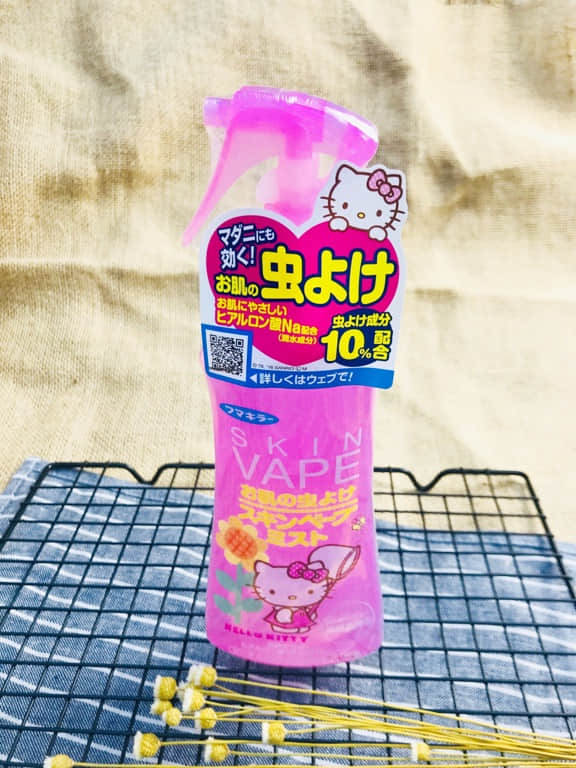 マダニにも
効く!
お肌の虫よけ
お肌にやさしい
ヒアルロン酸Na配合
(潤水成分)
虫よけ成分
10%配合
◀詳しくはウェブで!
フマキラー
SKIN
VAPE
お肌の虫よけ
スキンベープ
ミスト
HELLO KITTY